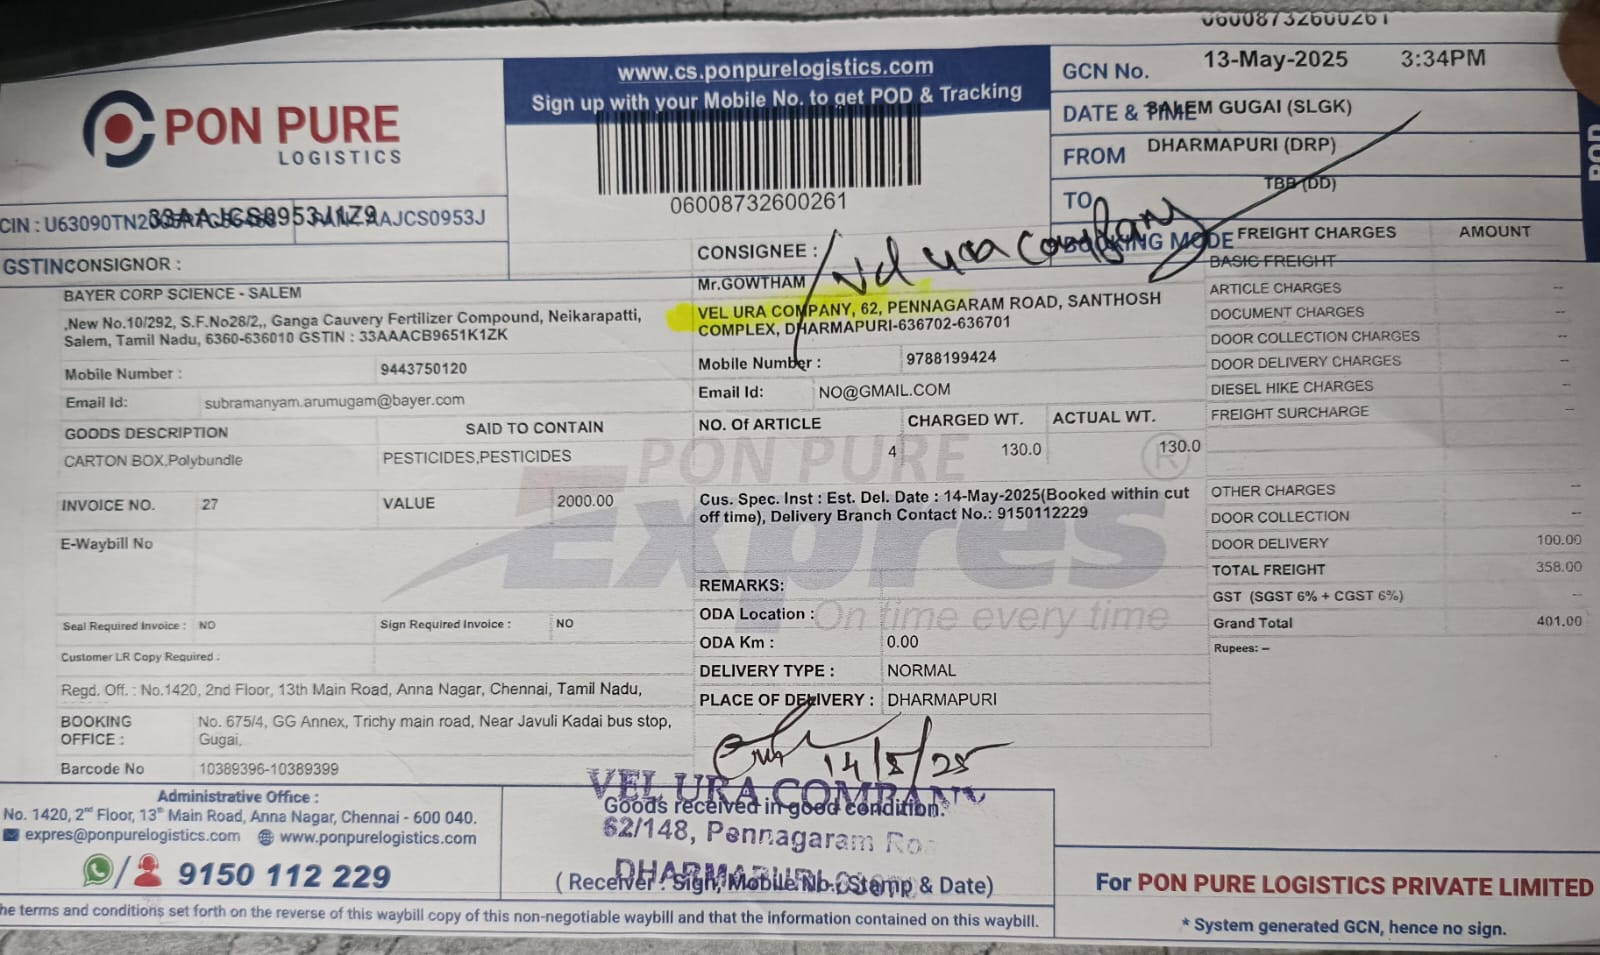 06008732600261
www.cs.ponpurelogistics.com
Sign up with your Mobile No. to get POD & Tracking
PON PURE
LOGISTICS
06008732600261
GCN No. 13-May-2025 3:34PM
DATE & TIME SALEM GUGAI (SLGK)
FROM DHARMAPURI (DRP)
TO TBB (DD)
BOOKING MODE
POD
CIN : U63090TN2 AAJCS0953J
33AAJCS0953J1Z9
GSTIN
CONSIGNOR :
BAYER CORP SCIENCE - SALEM
,New No.10/292, S.F.No28/2,, Ganga Cauvery Fertilizer Compound, Neikarapatti,
Salem, Tamil Nadu, 6360-636010 GSTIN : 33AAACB9651K1ZK
Mobile Number : 9443750120
Email Id: subramanyam.arumugam@bayer.com
GOODS DESCRIPTION SAID TO CONTAIN
CARTON BOX,Polybundle PESTICIDES,PESTICIDES
INVOICE NO. 27 VALUE 2000.00
E-Waybill No
Seal Required Invoice : NO Sign Required Invoice : NO
Customer LR Copy Required :
Regd. Off. : No.1420, 2nd Floor, 13th Main Road, Anna Nagar, Chennai, Tamil Nadu,
BOOKING OFFICE : No. 675/4, GG Annex, Trichy main road, Near Javuli Kadai bus stop,
Gugai,
Barcode No 10389396-10389399
CONSIGNEE :
Vel ura company
Mr.GOWTHAM
VEL URA COMPANY, 62, PENNAGARAM ROAD, SANTHOSH
COMPLEX, DHARMAPURI-636702-636701
Mobile Number : 9788199424
Email Id: NO@GMAIL.COM
NO. Of ARTICLE CHARGED WT. ACTUAL WT.
4 130.0 130.0
PON PURE ®
Expres
On time every time
Cus. Spec. Inst : Est. Del. Date : 14-May-2025(Booked within cut
off time), Delivery Branch Contact No.: 9150112229
REMARKS:
ODA Location :
ODA Km : 0.00
DELIVERY TYPE : NORMAL
PLACE OF DELIVERY : DHARMAPURI
14/5/25
FREIGHT CHARGES AMOUNT
BASIC FREIGHT
ARTICLE CHARGES --
DOCUMENT CHARGES --
DOOR COLLECTION CHARGES --
DOOR DELIVERY CHARGES --
DIESEL HIKE CHARGES --
FREIGHT SURCHARGE --
OTHER CHARGES --
DOOR COLLECTION --
DOOR DELIVERY 100.00
TOTAL FREIGHT 358.00
GST (SGST 6% + CGST 6%) --
Grand Total 401.00
Rupees: --
Administrative Office :
No. 1420, 2nd Floor, 13th Main Road, Anna Nagar, Chennai - 600 040.
expres@ponpurelogistics.com www.ponpurelogistics.com
9150 112 229
VEL URA COMPANY
Goods received in good condition.
62/148, Pennagaram
DHARMAPURI
( Receiver : Sign, Mobile No., Stamp & Date)
For PON PURE LOGISTICS PRIVATE LIMITED
* System generated GCN, hence no sign.
he terms and conditions set forth on the reverse of this waybill copy of this non-negotiable waybill and that the information contained on this waybill.